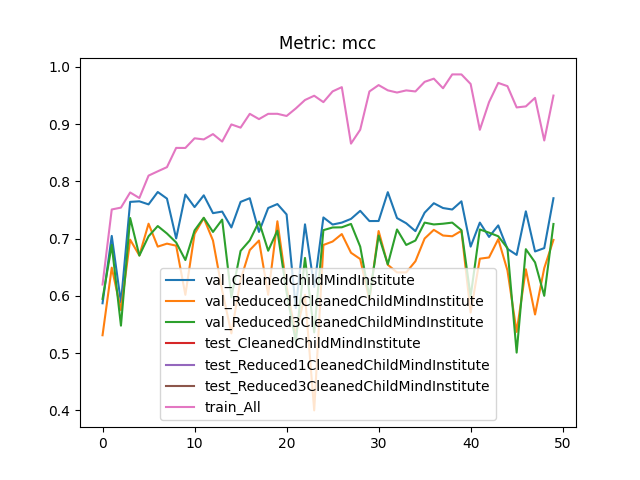 Metric: mcc
1.0
0.9
0.8
0.7
0.6
0.5
0.4
val_CleanedChildMindInstitute
val_Reduced1CleanedChildMindInstitute
val_Reduced3CleanedChildMindInstitute
test_CleanedChildMindInstitute
test_Reduced1CleanedChildMindInstitute
test_Reduced3CleanedChildMindInstitute
train_All
0 10 20 30 40 50